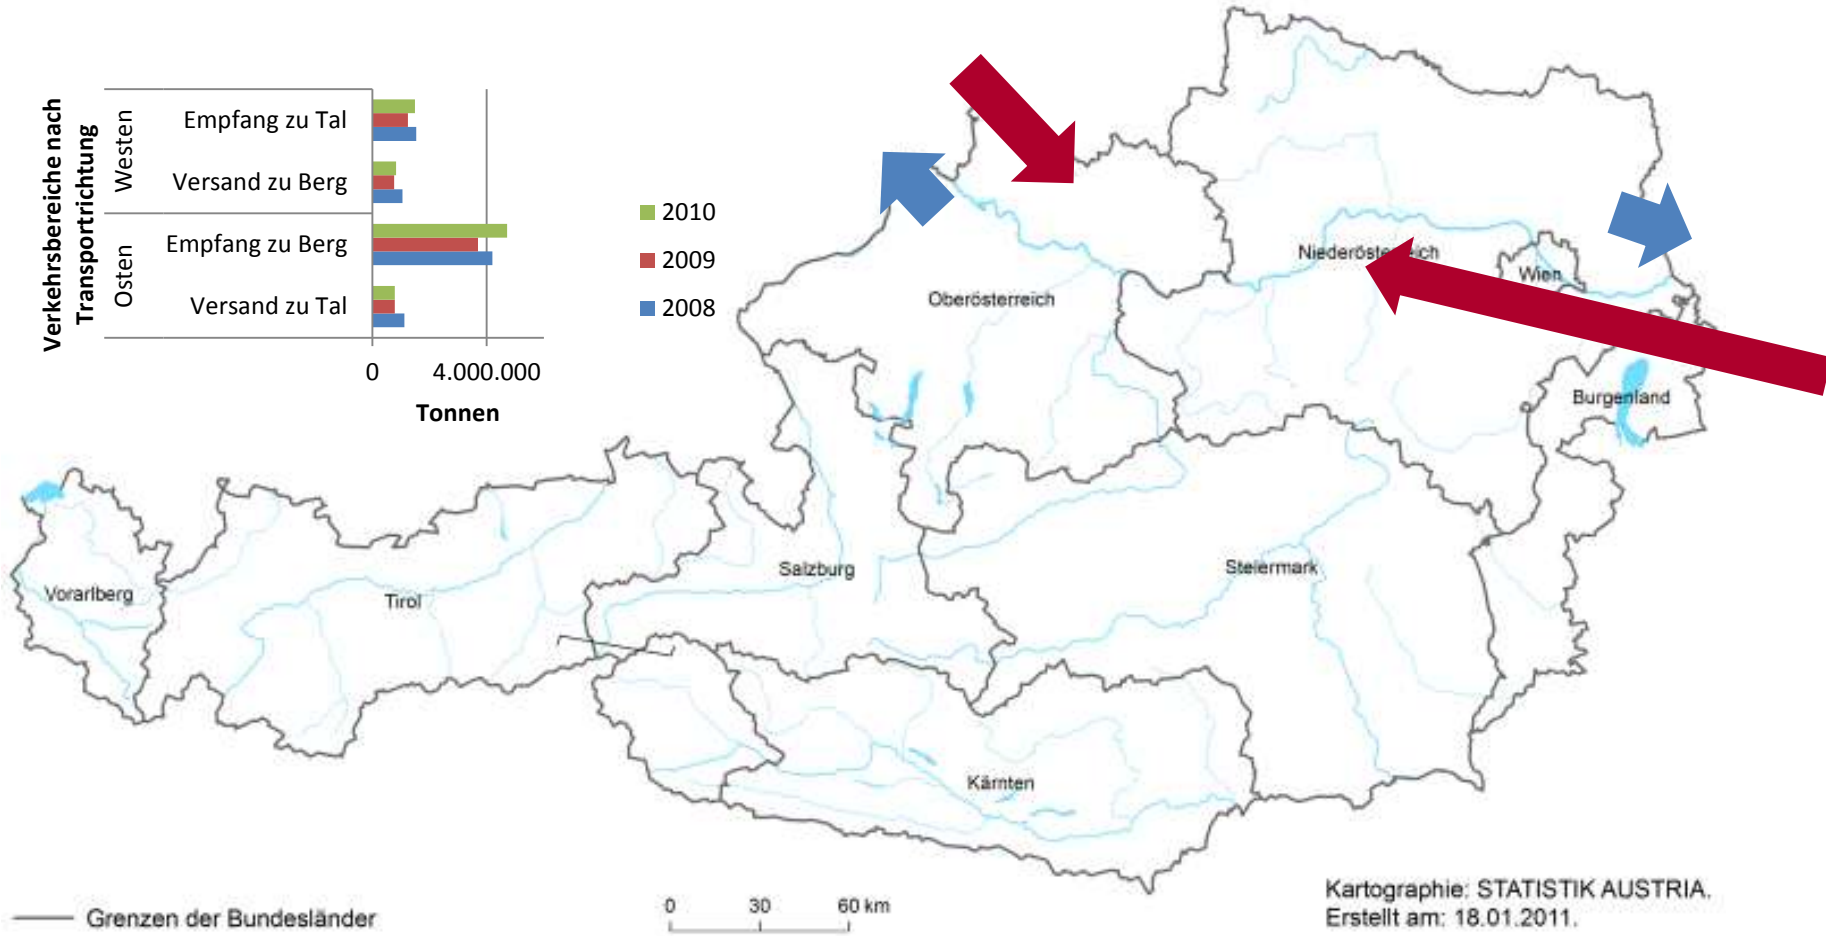 Verkehrsbereiche nach
Transportrichtung
Westen
Osten
Empfang zu Tal
Versand zu Berg
Empfang zu Berg
Versand zu Tal
0
4.000.000
Tonnen
2010
2009
2008
Niederösterreich
Wien
Oberösterreich
Burgenland
Salzburg
Steiermark
Vorarlberg
Tirol
Kärnten
Grenzen der Bundesländer
0 30 60 km
Kartographie: STATISTIK AUSTRIA.
Erstellt am: 18.01.2011.